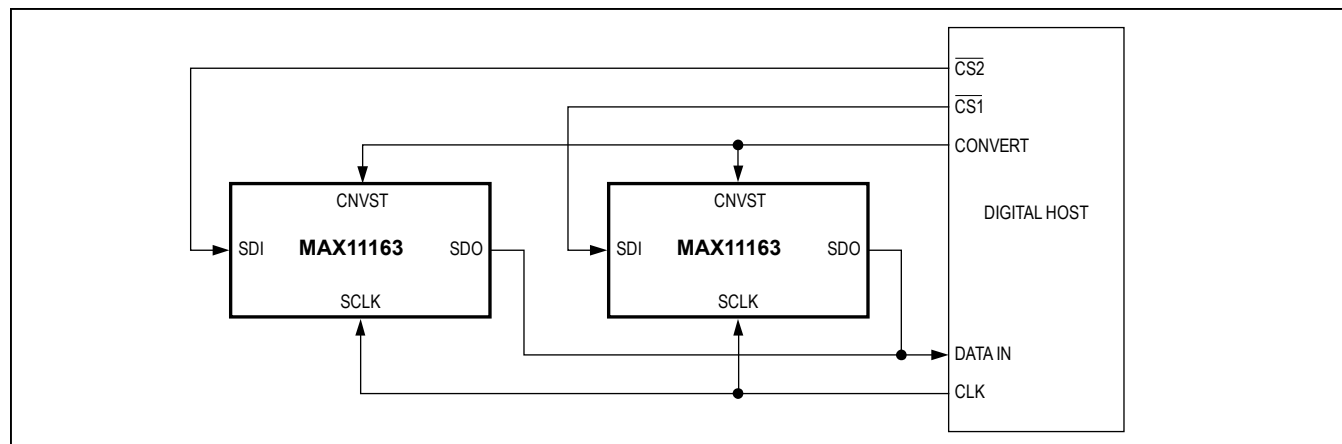 CS2
CS1
CONVERT
CNVST
CNVST
DIGITAL HOST
SDI
MAX11163
SDO
SDI
MAX11163
SDO
SCLK
SCLK
DATA IN
CLK